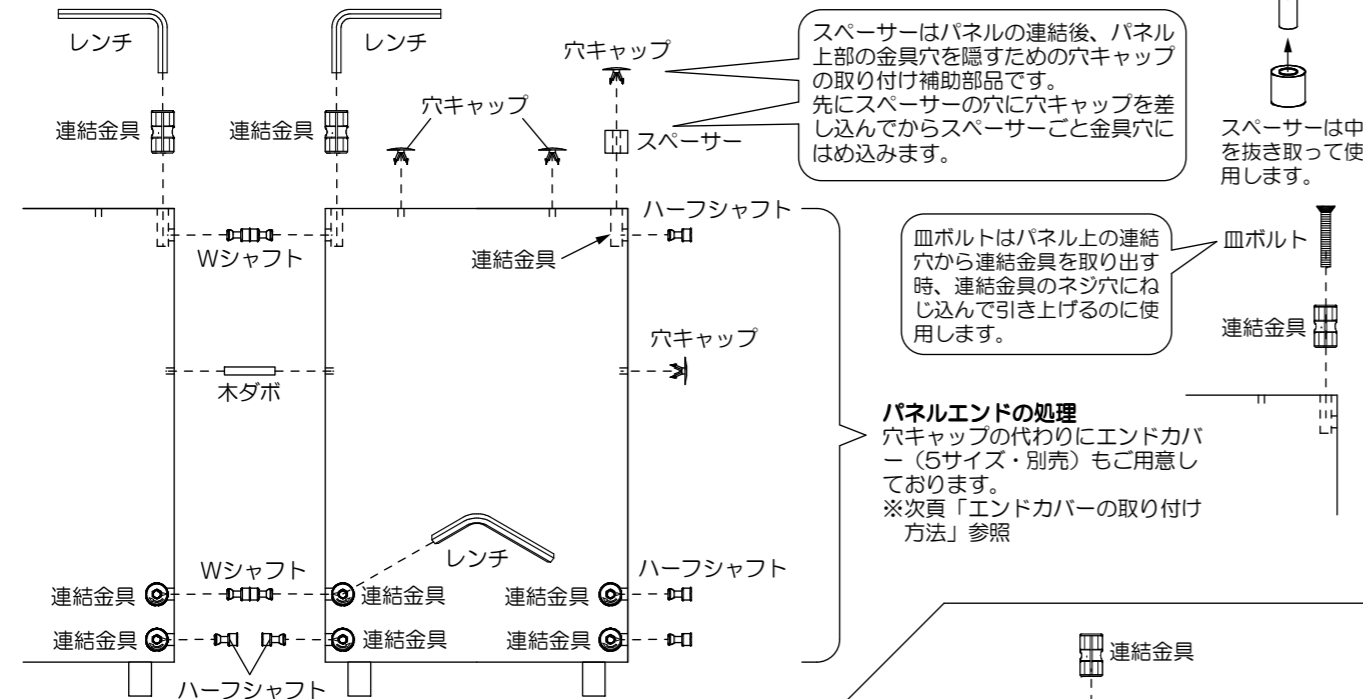 レンチ
レンチ
穴キャップ
穴キャップ
連結金具
連結金具
スペーサー
スペーサーはパネルの連結後、パネル
上部の金具穴を隠すための穴キャップ
の取り付け補助部品です。
先にスペーサーの穴に穴キャップを差
し込んでからスペーサーごと金具穴に
はめ込みます。
スペーサーは中
を抜き取って使
用します。
Wシャフト
連結金具
ハーフシャフト
皿ボルトはパネル上の連結
穴から連結金具を取り出す
時、連結金具のネジ穴にね
じ込んで引き上げるのに使
用します。
皿ボルト
連結金具
木ダボ
穴キャップ
パネルエンドの処理
穴キャップの代わりにエンドカバ
ー（5サイズ・別売）もご用意し
ております。
※次頁「エンドカバーの取り付け
方法」参照
レンチ
Wシャフト
ハーフシャフト
連結金具
連結金具
連結金具
連結金具
連結金具
連結金具
ハーフシャフト
連結金具